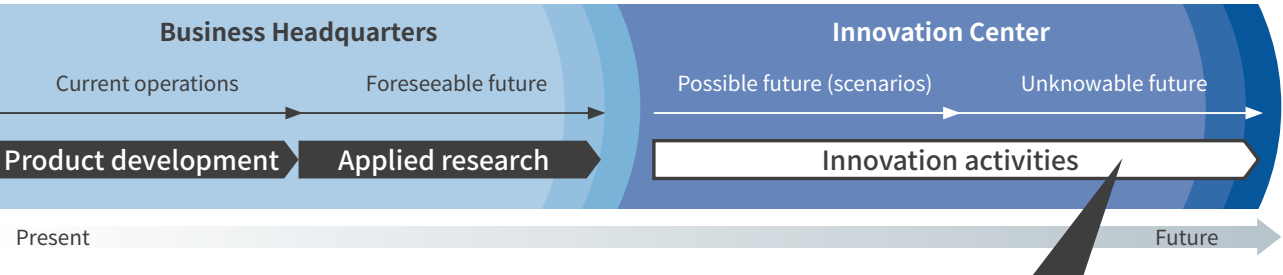 Business Headquarters
Innovation Center
Current operations
Foreseeable future
Possible future (scenarios)
Unknowable future
Product development
Applied research
Innovation activities
Present
Future